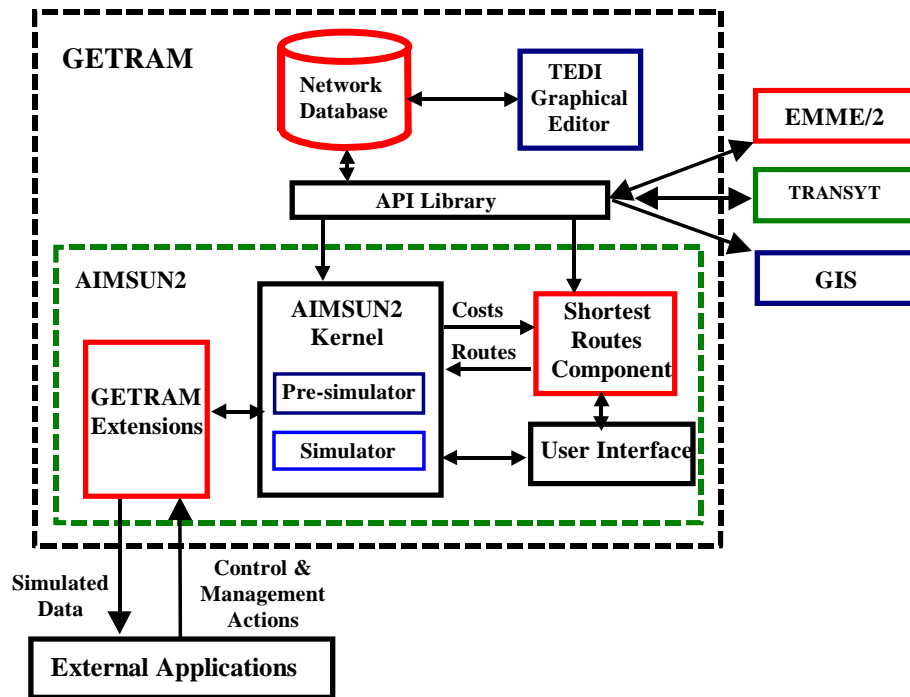 GETRAM
Network
Database
TEDI
Graphical
Editor
EMME/2
API Library
TRANSYT
GIS
AIMSUN2
AIMSUN2
Kernel
Costs
Routes
Shortest
Routes
Component
GETRAM
Extensions
Pre-simulator
Simulator
User Interface
Simulated
Data
Control &
Management
Actions
External Applications